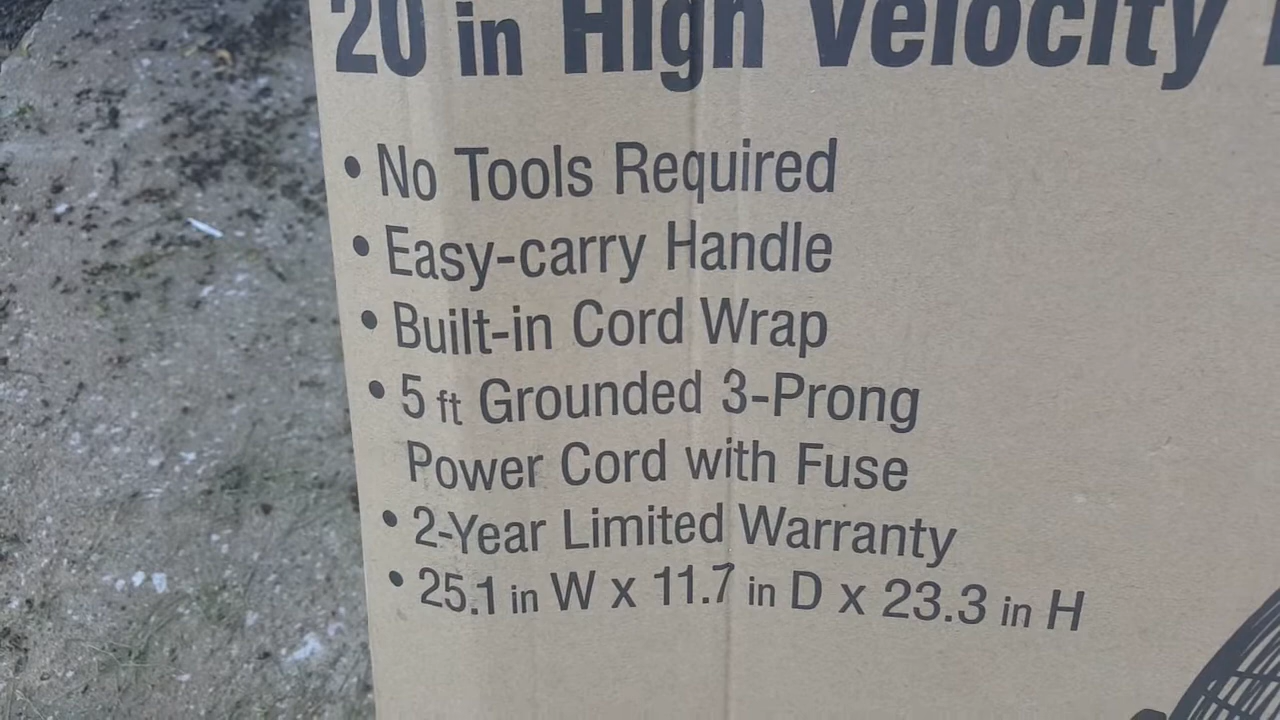 20 in High Velocity
• No Tools Required
• Easy-carry Handle
• Built-in Cord Wrap
• 5 ft Grounded 3-Prong
Power Cord with Fuse
• 2-Year Limited Warranty
• 25.1 in W x 11.7 in D x 23.3 in H